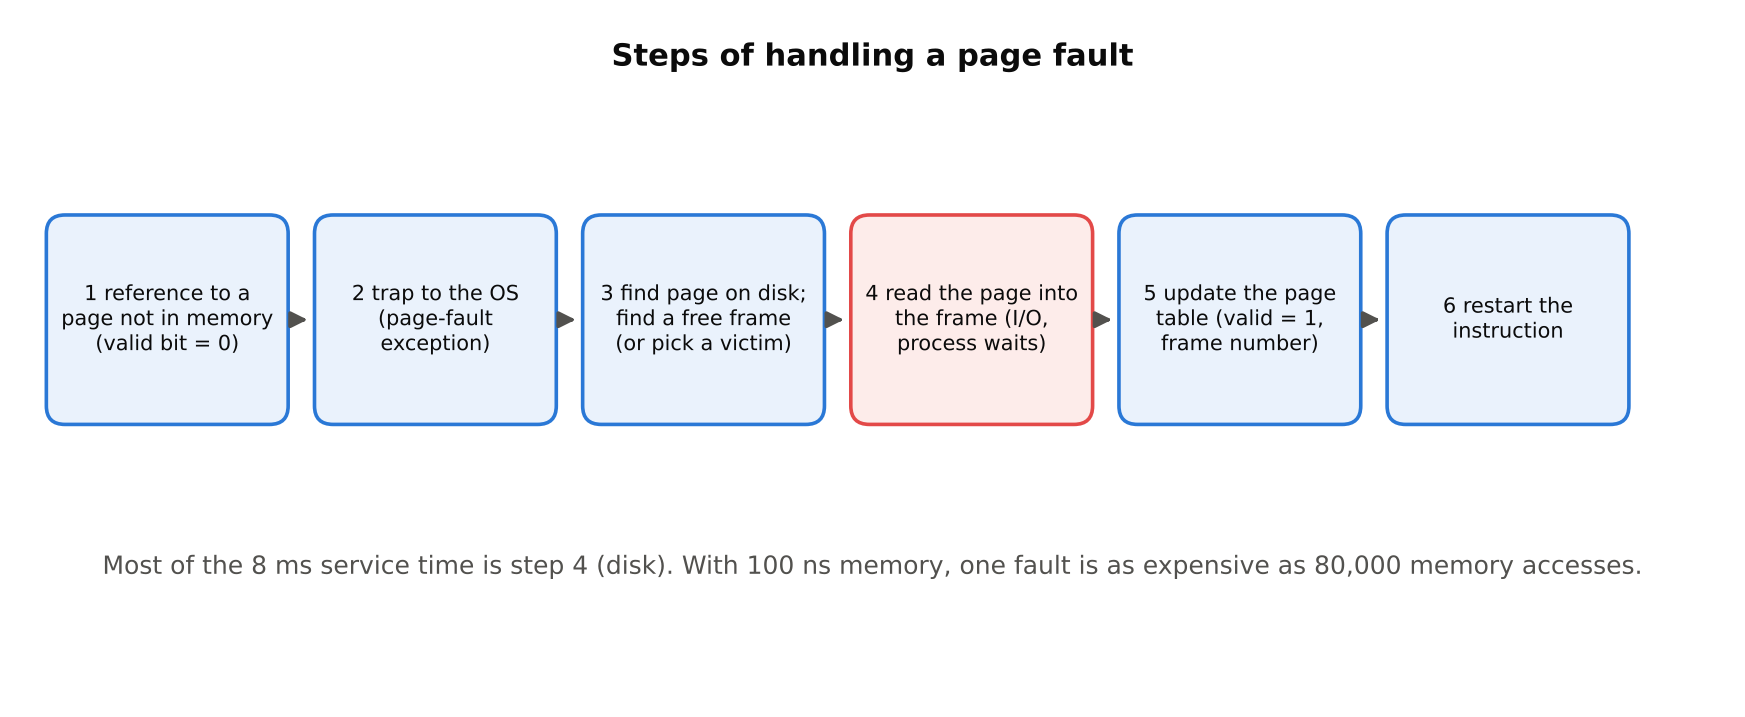 Steps of handling a page fault
1 reference to a
page not in memory
(valid bit = 0)
2 trap to the OS
(page-fault
exception)
3 find page on disk;
find a free frame
(or pick a victim)
4 read the page into
the frame (I/O,
process waits)
5 update the page
table (valid = 1,
frame number)
6 restart the
instruction
Most of the 8 ms service time is step 4 (disk). With 100 ns memory, one fault is as expensive as 80,000 memory accesses.